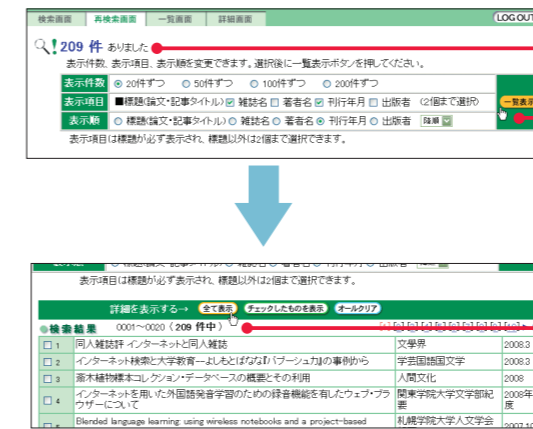 検索画面 再検索画面 一覧画面 詳細画面 LOG OUT
209 件 ありました
表示件数、表示項目、表示順を変更できます。選択後に一覧表示ボタンを押してください。
表示件数 20件ずつ 50件ずつ 100件ずつ 200件ずつ
表示項目 ■標題(論文・記事タイトル) 雑誌名 著者名 刊行年月 出版者 (2個まで選択) 一覧表示
表示順 標題(論文・記事タイトル) 雑誌名 著者名 刊行年月 出版者 降順
表示項目は標題が必ず表示され、標題以外は2個まで選択できます。
表示項目は標題が必ず表示され、標題以外は2個まで選択できます。
詳細を表示する→ 全て表示 チェックしたものを表示 オールクリア
検索結果 0001〜0020 (209 件中)
1 同人雑誌評 インターネットと同人雑誌 文學界 2008.3
2 インターネット検索と大学教育--よしもとばなな『バブーシュカ』の事例から 学芸国語国文学 2008.3
3 斎木植物標本コレクション・データベースの概要とその利用 人間文化 2008
4 インターネットを用いた外国語発音学習のための録音機能を有したウェブ・ブラウザーについて 関東学院大学文学部紀要 2008年度
Blended language learning: using wireless notebooks and a project-based 札幌学院大学人文学会 2007.10